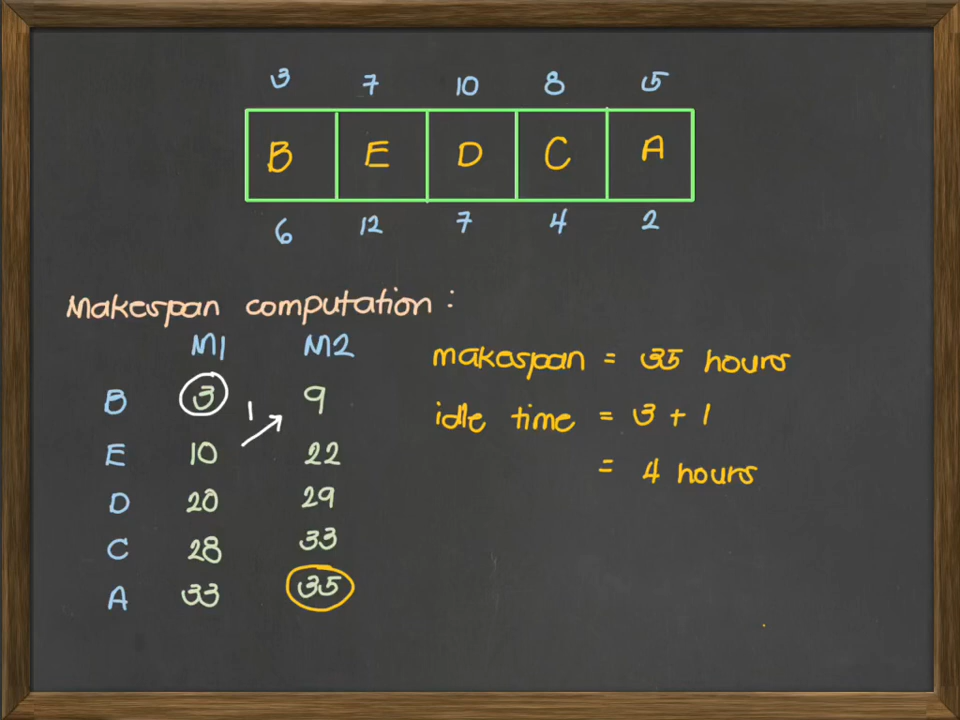 3 7 10 8 5
B E D C A
6 12 7 4 2
Makespan computation :
M1 M2
B 3 1 9
E 10 22
D 20 29
C 28 33
A 33 35
makespan = 35 hours
idle time = 3 + 1
= 4 hours